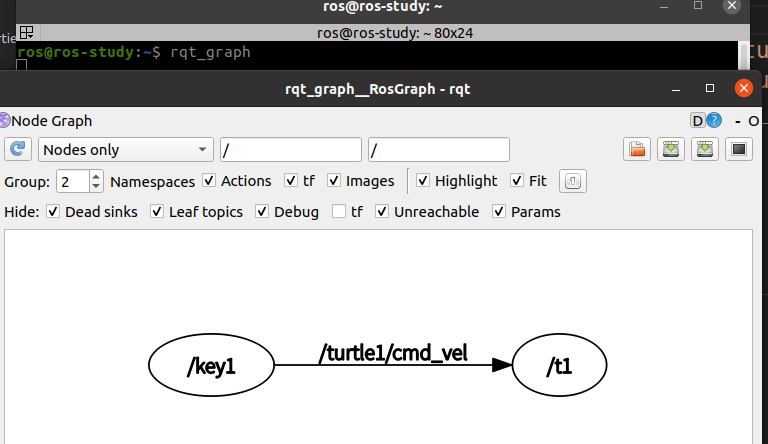 ros@ros-study: ~
ros@ros-study: ~ 80x24
ros@ros-study:~$ rqt_graph
rqt_graph__RosGraph - rqt
Node Graph
D
?
- O
Nodes only
/
/
Group: 2 Namespaces Actions tf Images Highlight Fit
Hide: Dead sinks Leaf topics Debug tf Unreachable Params
/key1
/turtle1/cmd_vel
/t1